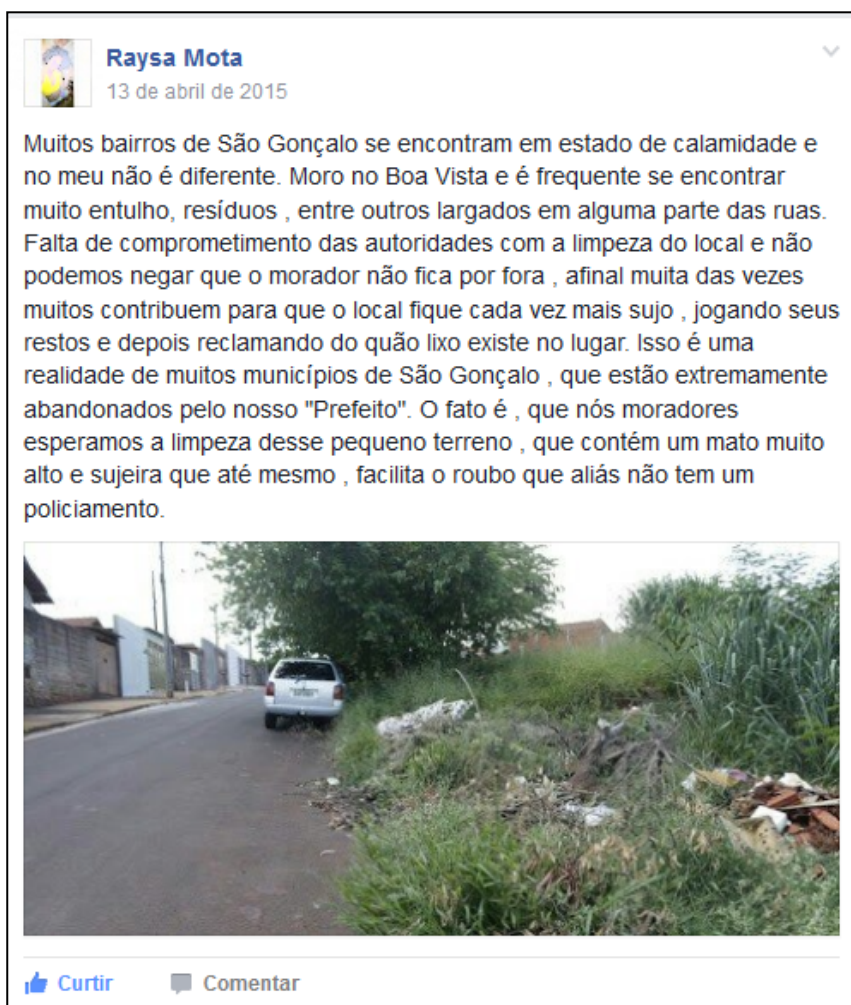 Raysa Mota
13 de abril de 2015
Muitos bairros de São Gonçalo se encontram em estado de calamidade e
no meu não é diferente. Moro no Boa Vista e é frequente se encontrar
muito entulho, resíduos , entre outros largados em alguma parte das ruas.
Falta de comprometimento das autoridades com a limpeza do local e não
podemos negar que o morador não fica por fora , afinal muita das vezes
muitos contribuem para que o local fique cada vez mais sujo , jogando seus
restos e depois reclamando do quão lixo existe no lugar. Isso é uma
realidade de muitos municípios de São Gonçalo , que estão extremamente
abandonados pelo nosso "Prefeito". O fato é , que nós moradores
esperamos a limpeza desse pequeno terreno , que contém um mato muito
alto e sujeira que até mesmo , facilita o roubo que aliás não tem um
policiamento.
Curtir Comentar